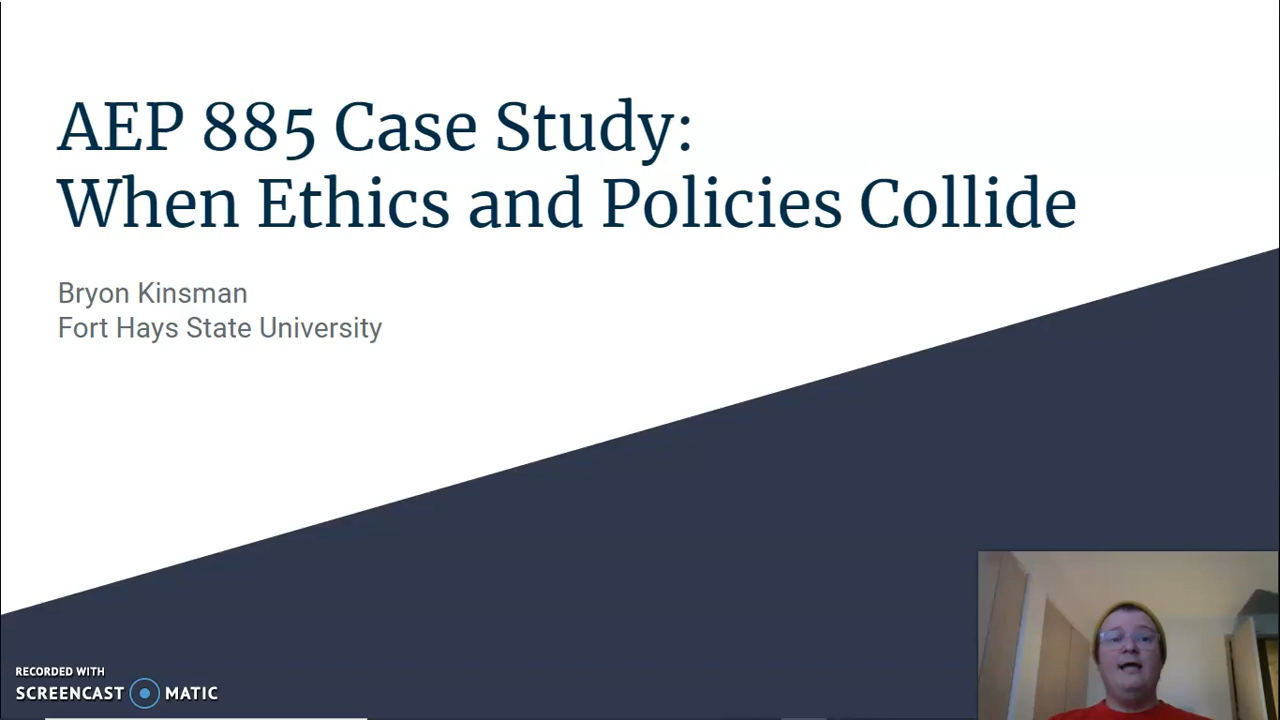 AEP 885 Case Study:
When Ethics and Policies Collide
Bryon Kinsman
Fort Hays State University
RECORDED WITH
SCREENCAST MATIC